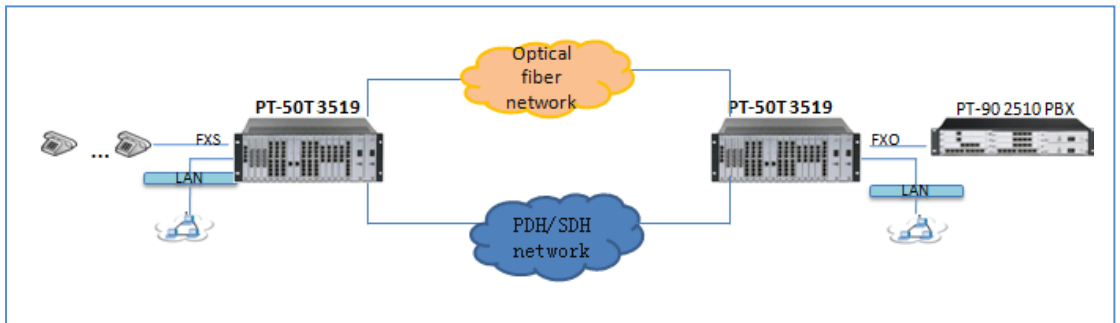 Optical
fiber
network
PT-50T 3519
PT-50T 3519
PT-90 2510 PBX
...
FXS
FXO
LAN
LAN
PDH/SDH
network